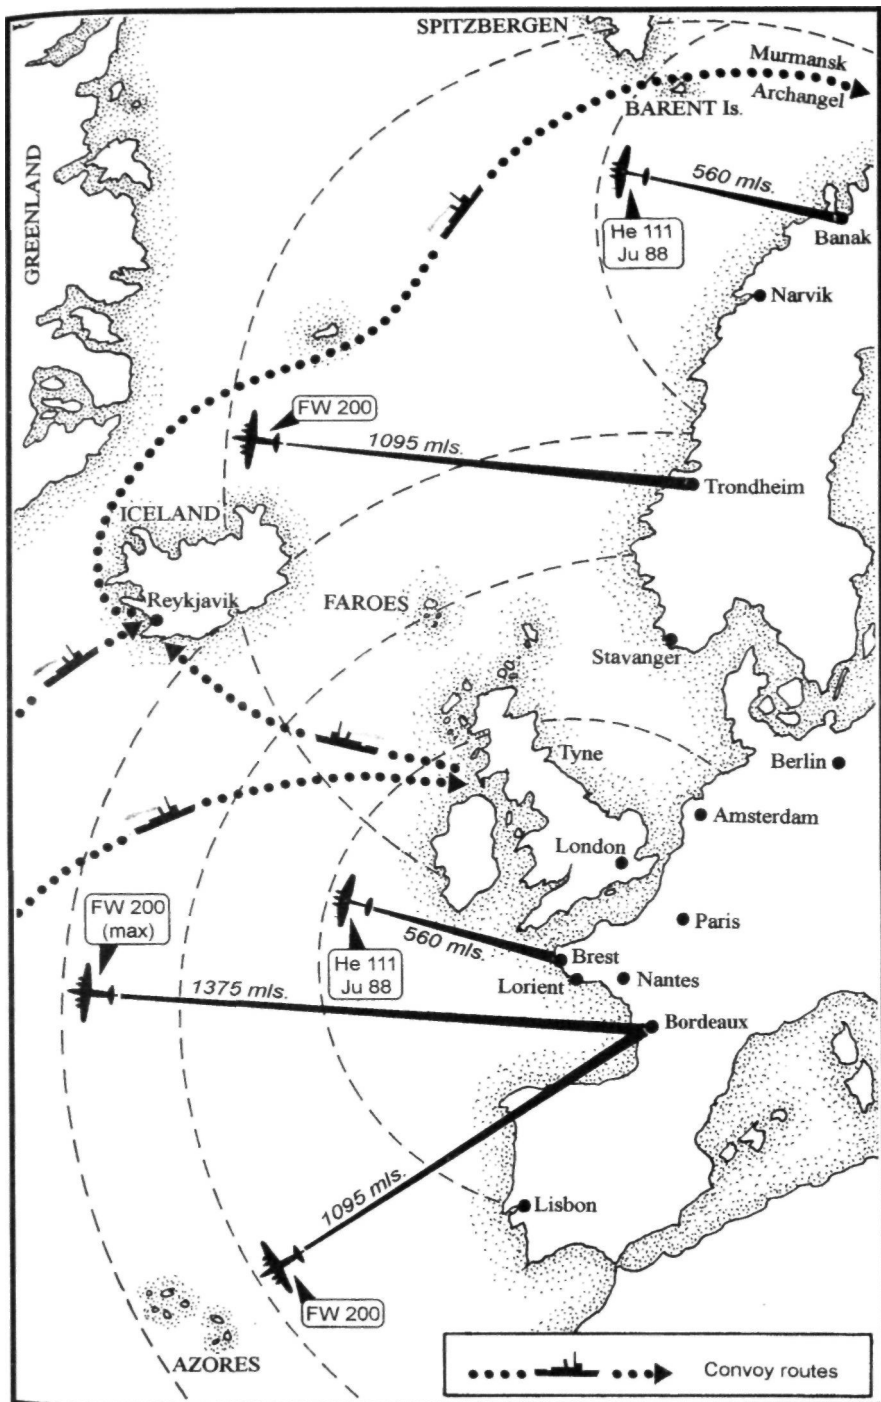 SPITZBERGEN
Murmansk
Archangel
BARENT Is.
GREENLAND
560 mls.
He 111
Ju 88
Banak
Narvik
FW 200
1095 mls.
Trondheim
ICELAND
Reykjavik
FAROES
Stavanger
Tyne
Berlin
Amsterdam
London
FW 200
(max)
Paris
560 mls.
He 111
Ju 88
Brest
Lorient
Nantes
1375 mls.
Bordeaux
1095 mls.
Lisbon
FW 200
AZORES
Convoy routes